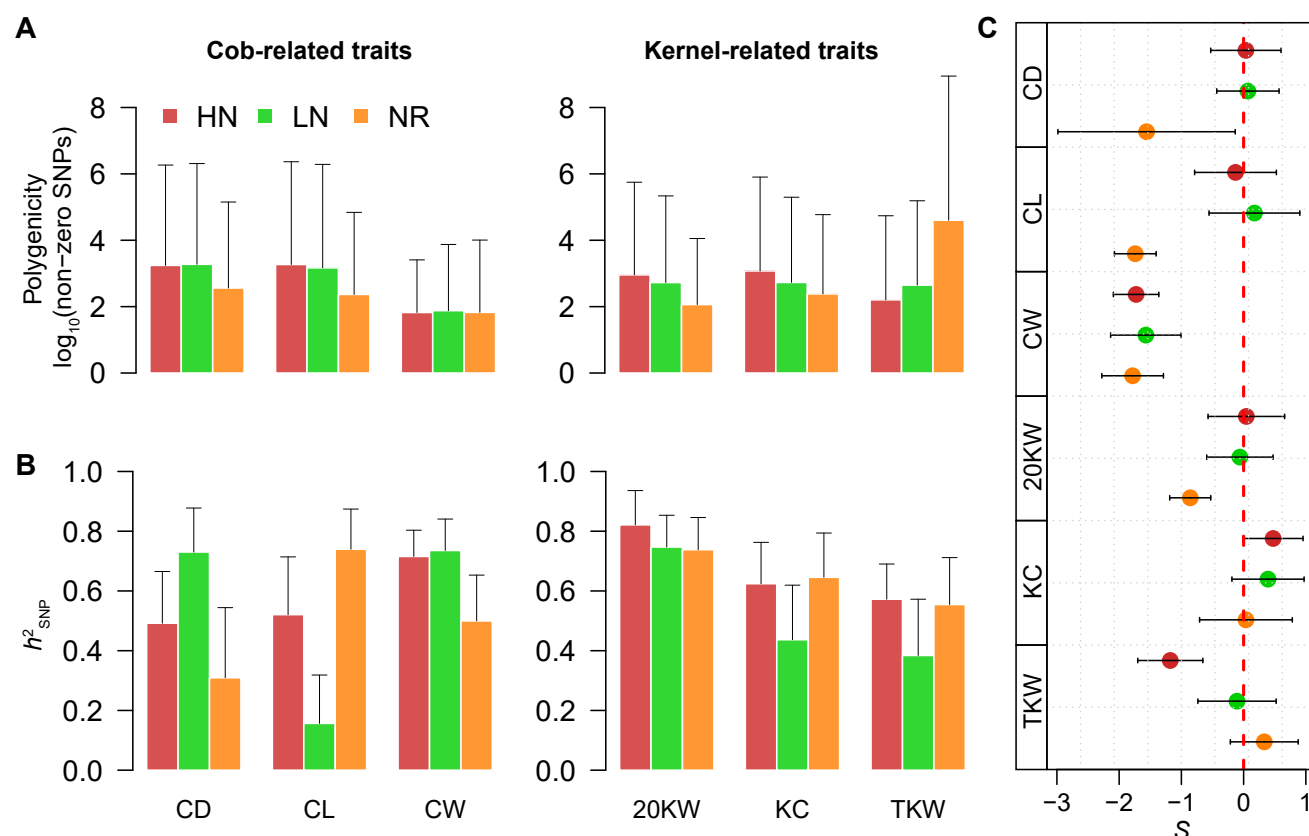 A
Cob-related traits
Kernel-related traits
HN LN NR
Polygenicity
log₁₀(non−zero SNPs)
8
6
4
2
0
8
6
4
2
0
B
h²SNP
1.0
0.8
0.6
0.4
0.2
0.0
CD CL CW
1.0
0.8
0.6
0.4
0.2
0.0
20KW KC TKW
C
CD
CL
CW
20KW
KC
TKW
−3 −2 −1 0 1
S